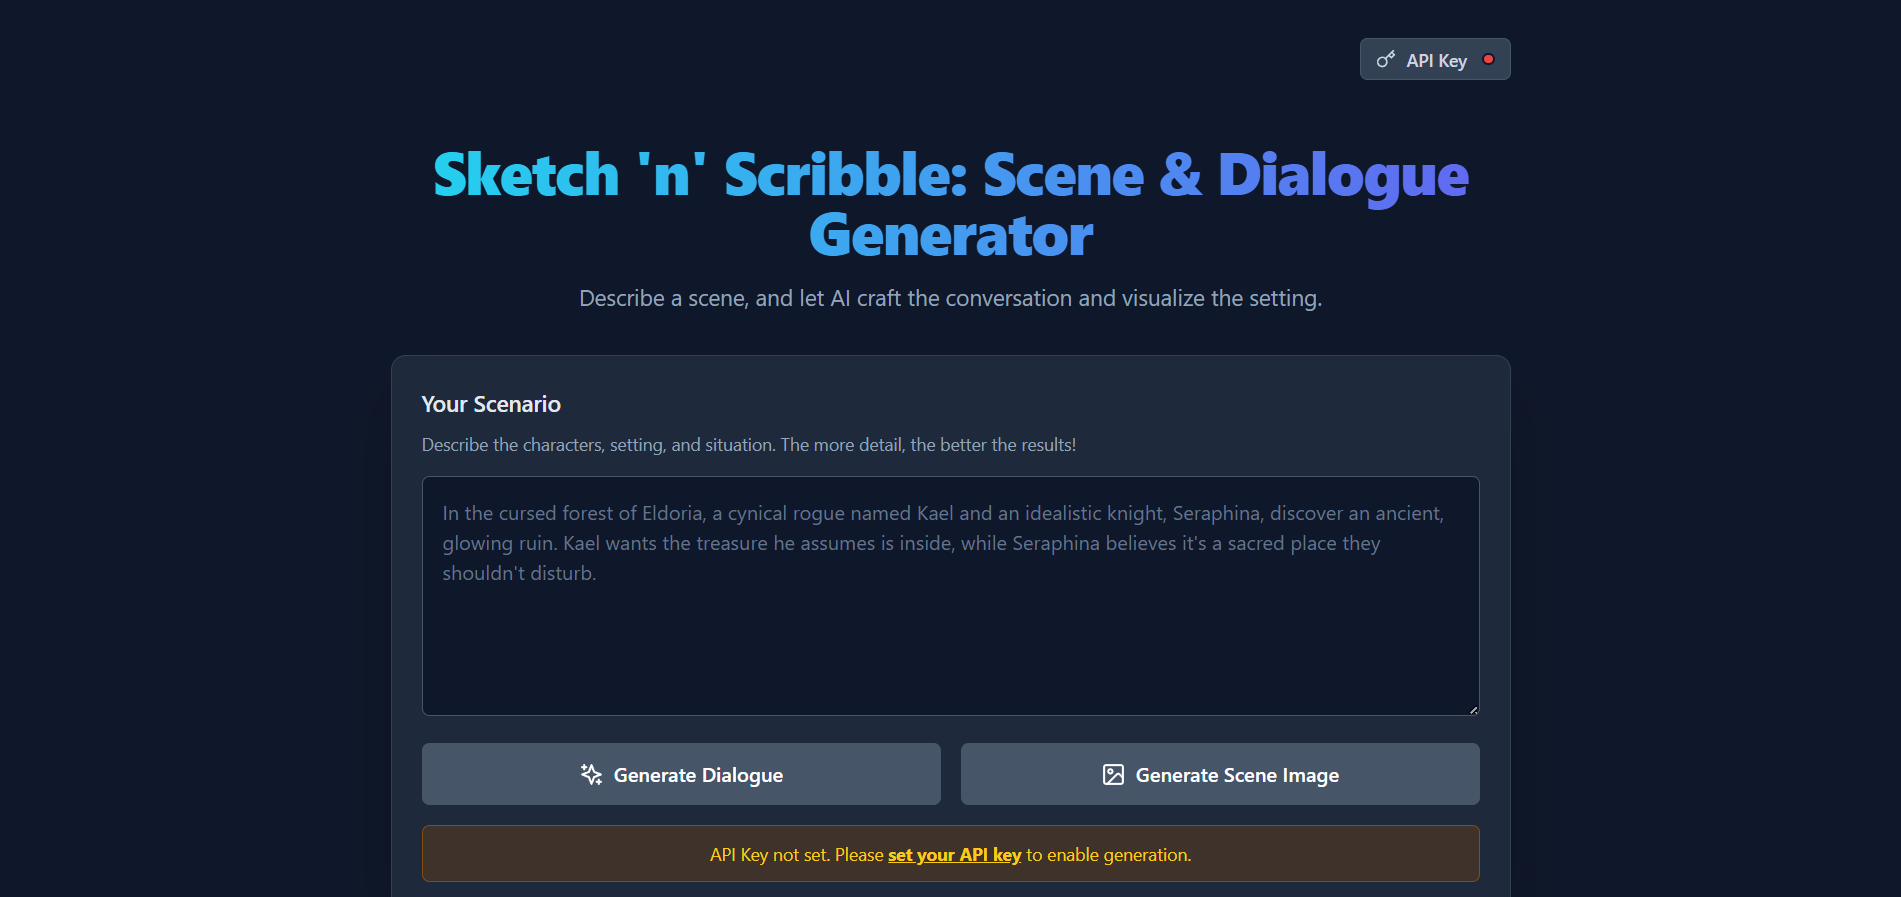 API Key
Sketch 'n' Scribble: Scene & Dialogue
Generator
Describe a scene, and let AI craft the conversation and visualize the setting.
Your Scenario
Describe the characters, setting, and situation. The more detail, the better the results!
In the cursed forest of Eldoria, a cynical rogue named Kael and an idealistic knight, Seraphina, discover an ancient,
glowing ruin. Kael wants the treasure he assumes is inside, while Seraphina believes it's a sacred place they
shouldn't disturb.
Generate Dialogue
Generate Scene Image
API Key not set. Please set your API key to enable generation.